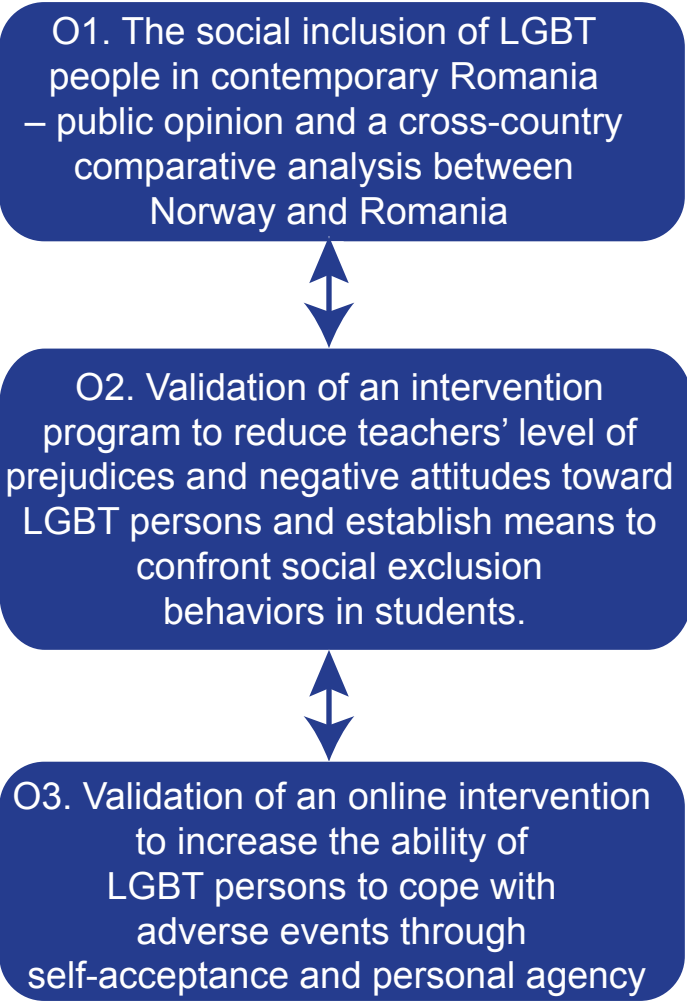 O1. The social inclusion of LGBT
people in contemporary Romania
– public opinion and a cross-country
comparative analysis between
Norway and Romania
O2. Validation of an intervention
program to reduce teachers’ level of
prejudices and negative attitudes toward
LGBT persons and establish means to
confront social exclusion
behaviors in students.
O3. Validation of an online intervention
to increase the ability of
LGBT persons to cope with
adverse events through
self-acceptance and personal agency